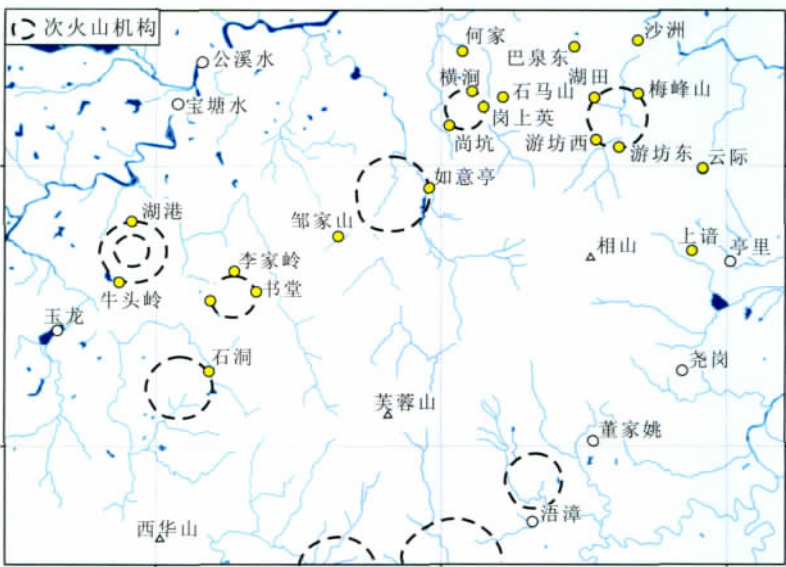 次火山机构
何家
沙洲
巴泉东
公溪水
横涧
石马山
湖田
梅峰山
宝塘水
岗上英
尚坑
游坊西
游坊东
云际
如意亭
湖港
邹家山
相山
上谙
亭里
李家岭
书堂
牛头岭
玉龙
石洞
尧岗
芙蓉山
董家姚
浯漳
西华山